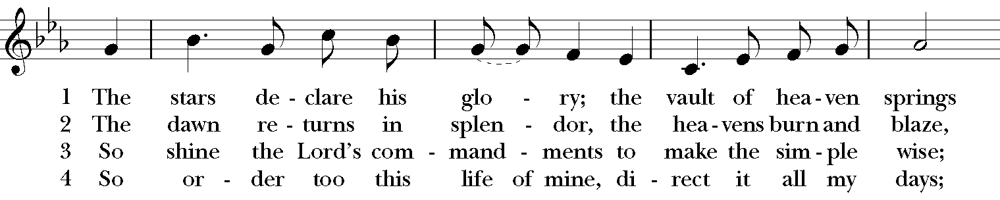 1 The stars de - clare his glo - ry; the vault of hea - ven springs
2 The dawn re - turns in splen - dor, the hea - vens burn and blaze,
3 So shine the Lord's com - mand - ments to make the sim - ple wise;
4 So or - der too this life of mine, di - rect it all my days;